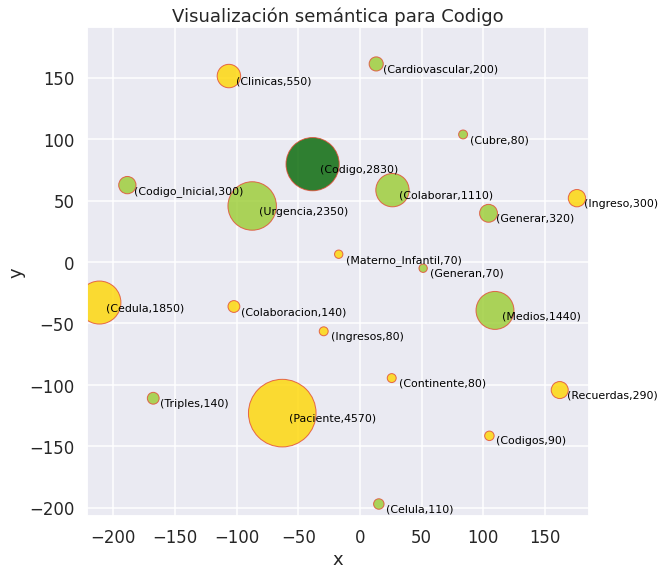 Visualización semántica para Codigo
y
150
100
50
0
−50
−100
−150
−200
(Cardiovascular,200)
(Clinicas,550)
(Cubre,80)
(Codigo,2830)
(Codigo_Inicial,300)
(Colaborar,1110)
(Ingreso,300)
(Urgencia,2350)
(Generar,320)
(Materno_Infantil,70)
(Generan,70)
(Cedula,1850)
(Colaboracion,140)
(Medios,1440)
(Ingresos,80)
(Continente,80)
(Recuerdas,290)
(Triples,140)
(Paciente,4570)
(Codigos,90)
(Celula,110)
−200 −150 −100 −50 0 50 100 150
x